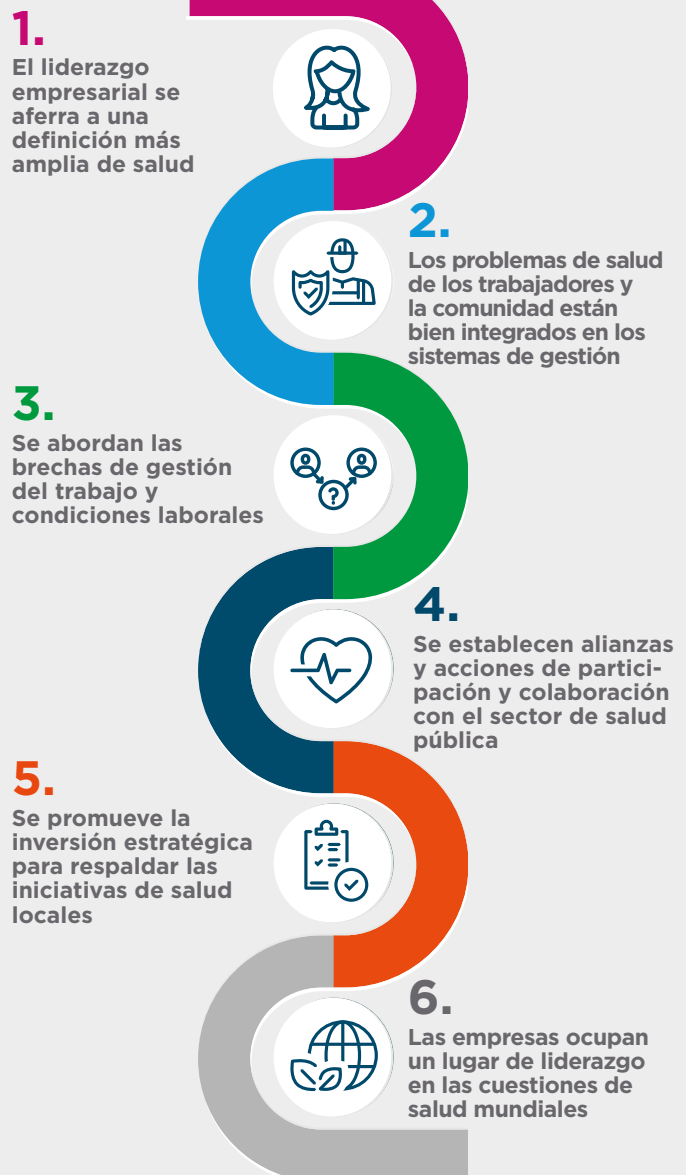 1.
El liderazgo
empresarial se
aferra a una
definición más
amplia de salud
2.
Los problemas de salud
de los trabajadores y
la comunidad están
bien integrados en los
sistemas de gestión
3.
Se abordan las
brechas de gestión
del trabajo y
condiciones laborales
?
4.
Se establecen alianzas
y acciones de partici-
pación y colaboración
con el sector de salud
pública
5.
Se promueve la
inversión estratégica
para respaldar las
iniciativas de salud
locales
6.
Las empresas ocupan
un lugar de liderazgo
en las cuestiones de
salud mundiales